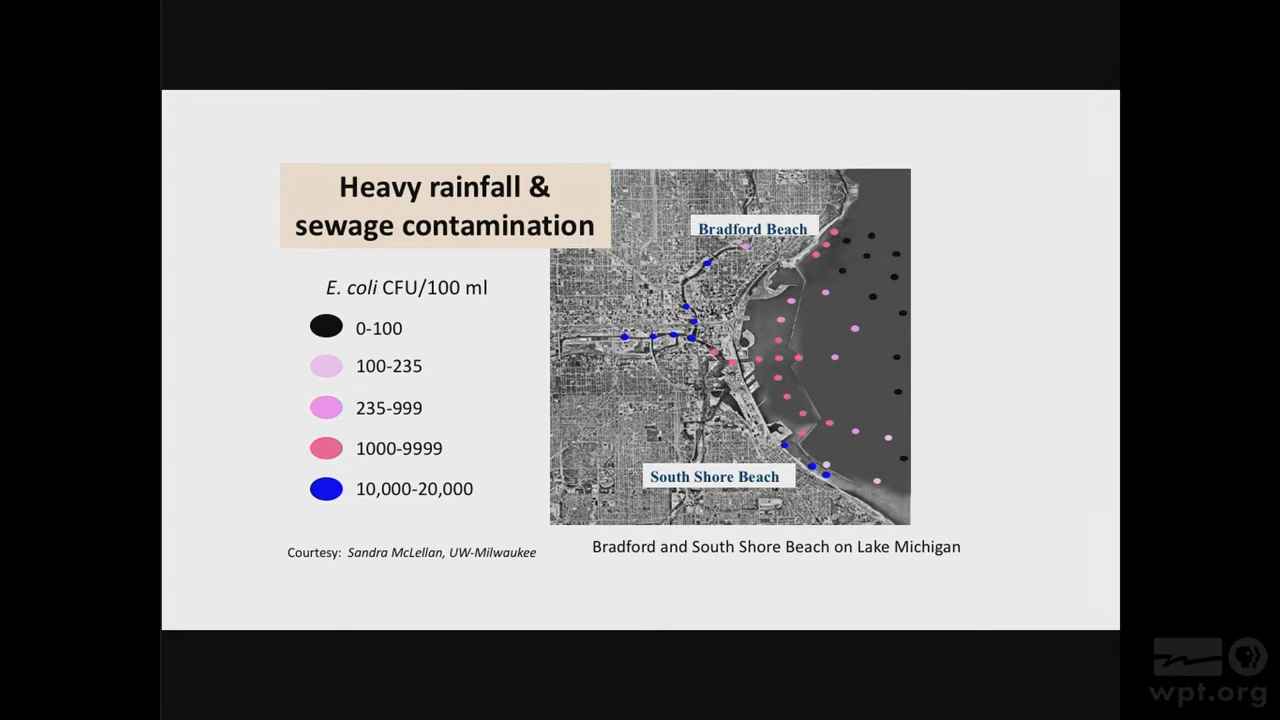 Heavy rainfall &
sewage contamination
E. coli CFU/100 ml
0-100
100-235
235-999
1000-9999
10,000-20,000
Courtesy: Sandra McLellan, UW-Milwaukee
Bradford Beach
South Shore Beach
Bradford and South Shore Beach on Lake Michigan
wpt.org